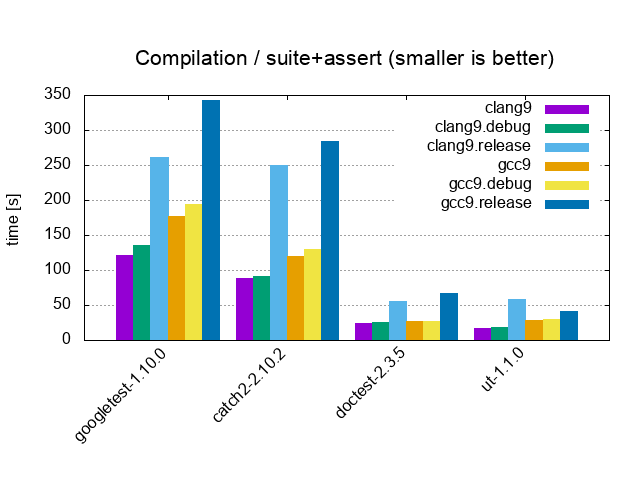 Compilation / suite+assert (smaller is better)
time [s]
350
300
250
200
150
100
50
0
clang9
clang9.debug
clang9.release
gcc9
gcc9.debug
gcc9.release
googletest-1.10.0
catch2-2.10.2
doctest-2.3.5
ut-1.1.0